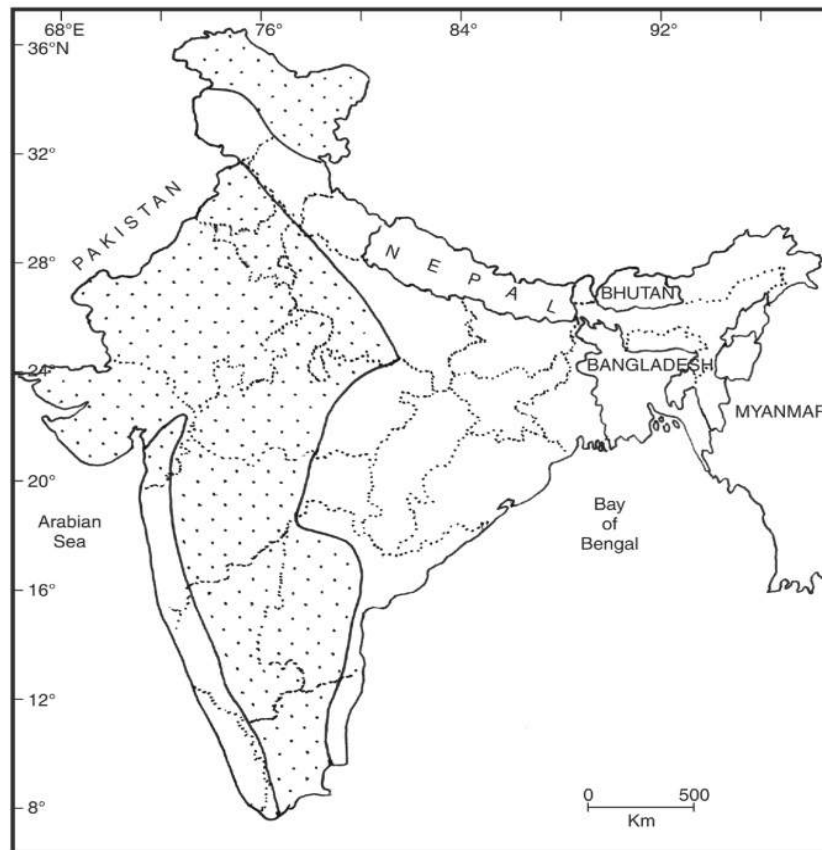 68°E 76° 84° 92°
36°N
32°
PAKISTAN
28°
NEPAL
BHUTAN
24°
BANGLADESH
MYANMAR
20°
Arabian
Sea
Bay
of
Bengal
16°
12°
8°
0 500
Km